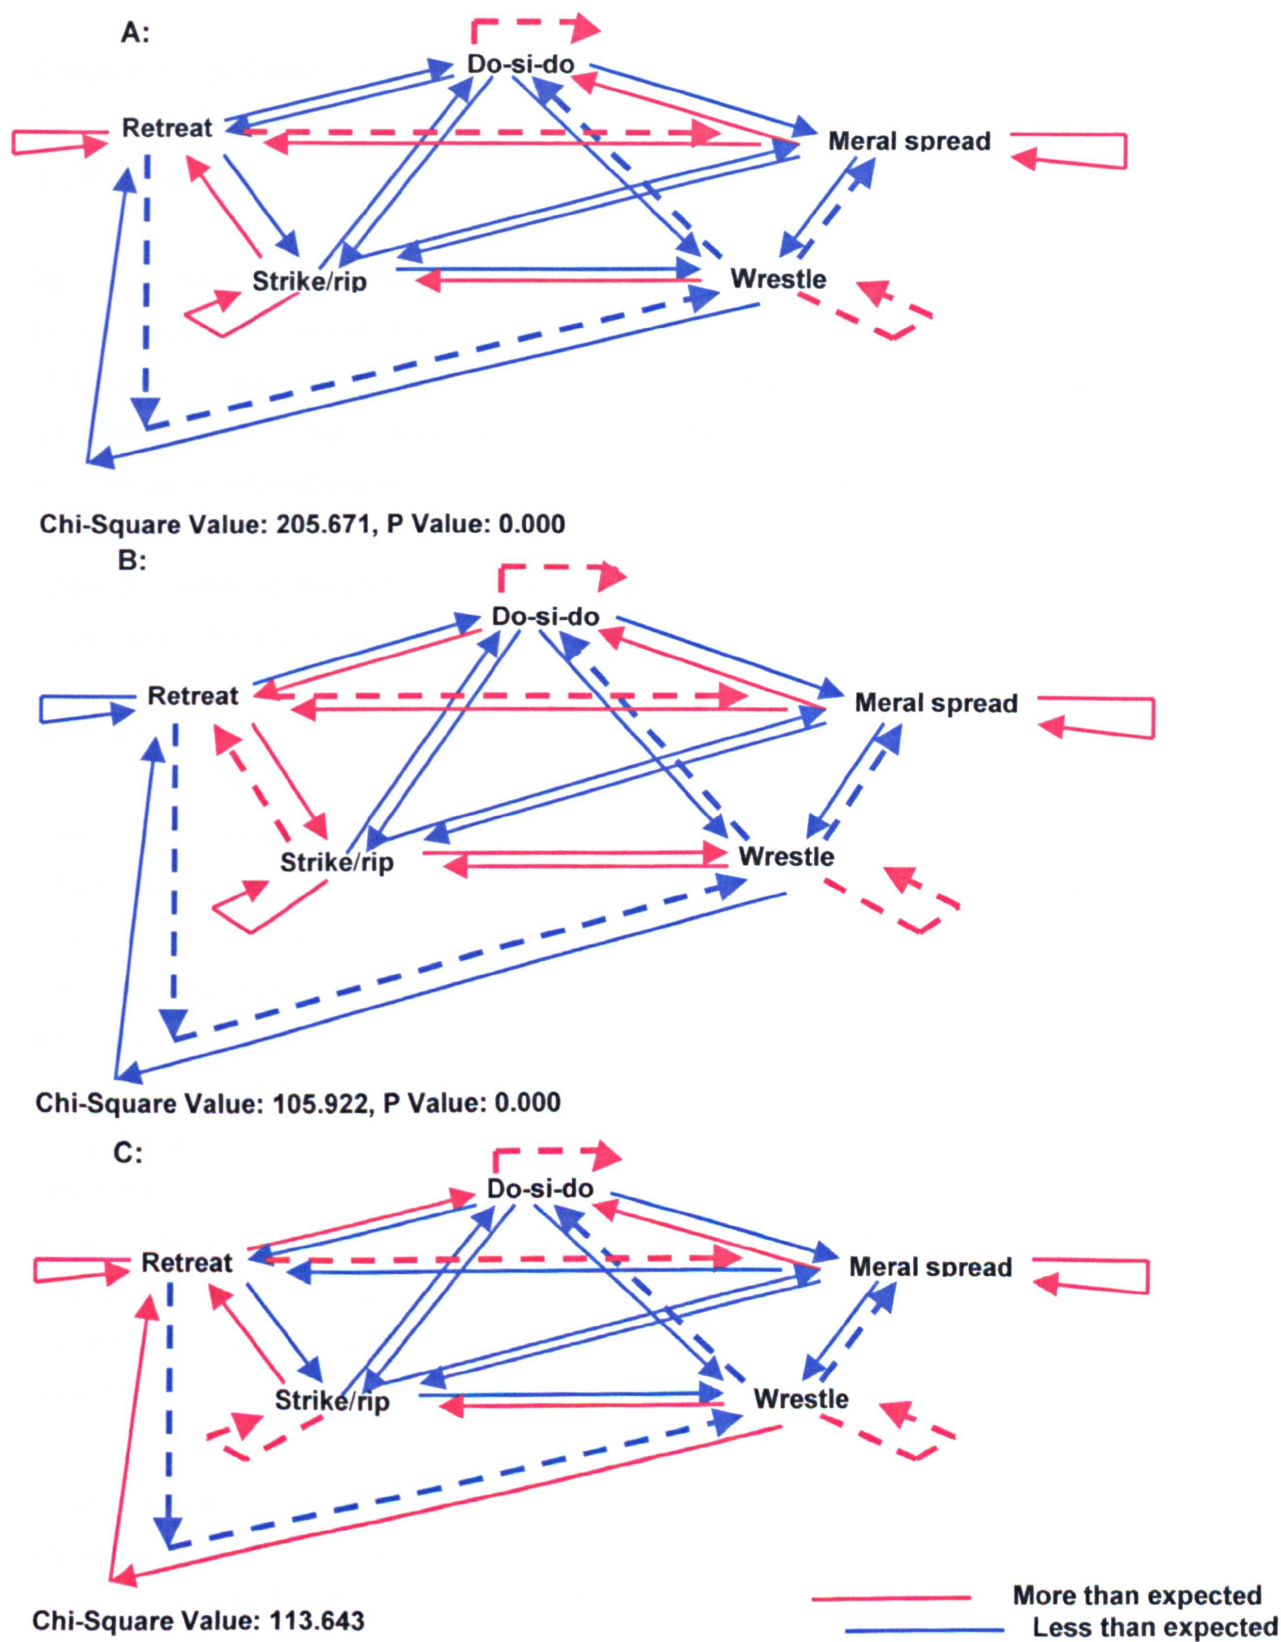 A:
Do-si-do
Retreat
Meral spread
Strike/rip
Wrestle
Chi-Square Value: 205.671, P Value: 0.000
B:
Do-si-do
Retreat
Meral spread
Strike/rip
Wrestle
Chi-Square Value: 105.922, P Value: 0.000
C:
Do-si-do
Retreat
Meral spread
Strike/rip
Wrestle
More than expected
Chi-Square Value: 113.643
Less than expected